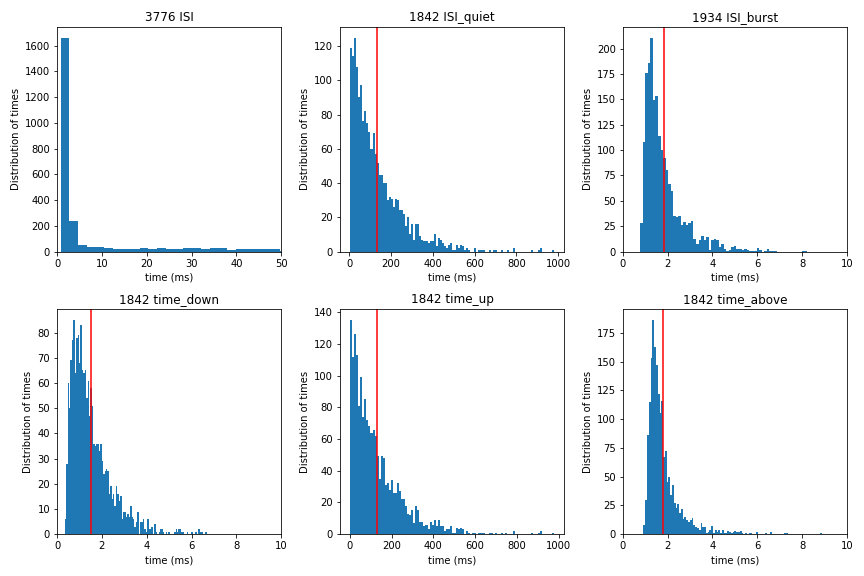 3776 ISI
Distribution of times
1600
1400
1200
1000
800
600
400
200
0
0 10 20 30 40 50
time (ms)
1842 ISI_quiet
Distribution of times
120
100
80
60
40
20
0
0 200 400 600 800 1000
time (ms)
1934 ISI_burst
Distribution of times
200
175
150
125
100
75
50
25
0
0 2 4 6 8 10
time (ms)
1842 time_down
Distribution of times
80
70
60
50
40
30
20
10
0
0 2 4 6 8 10
time (ms)
1842 time_up
Distribution of times
140
120
100
80
60
40
20
0
0 200 400 600 800 1000
time (ms)
1842 time_above
Distribution of times
175
150
125
100
75
50
25
0
0 2 4 6 8 10
time (ms)